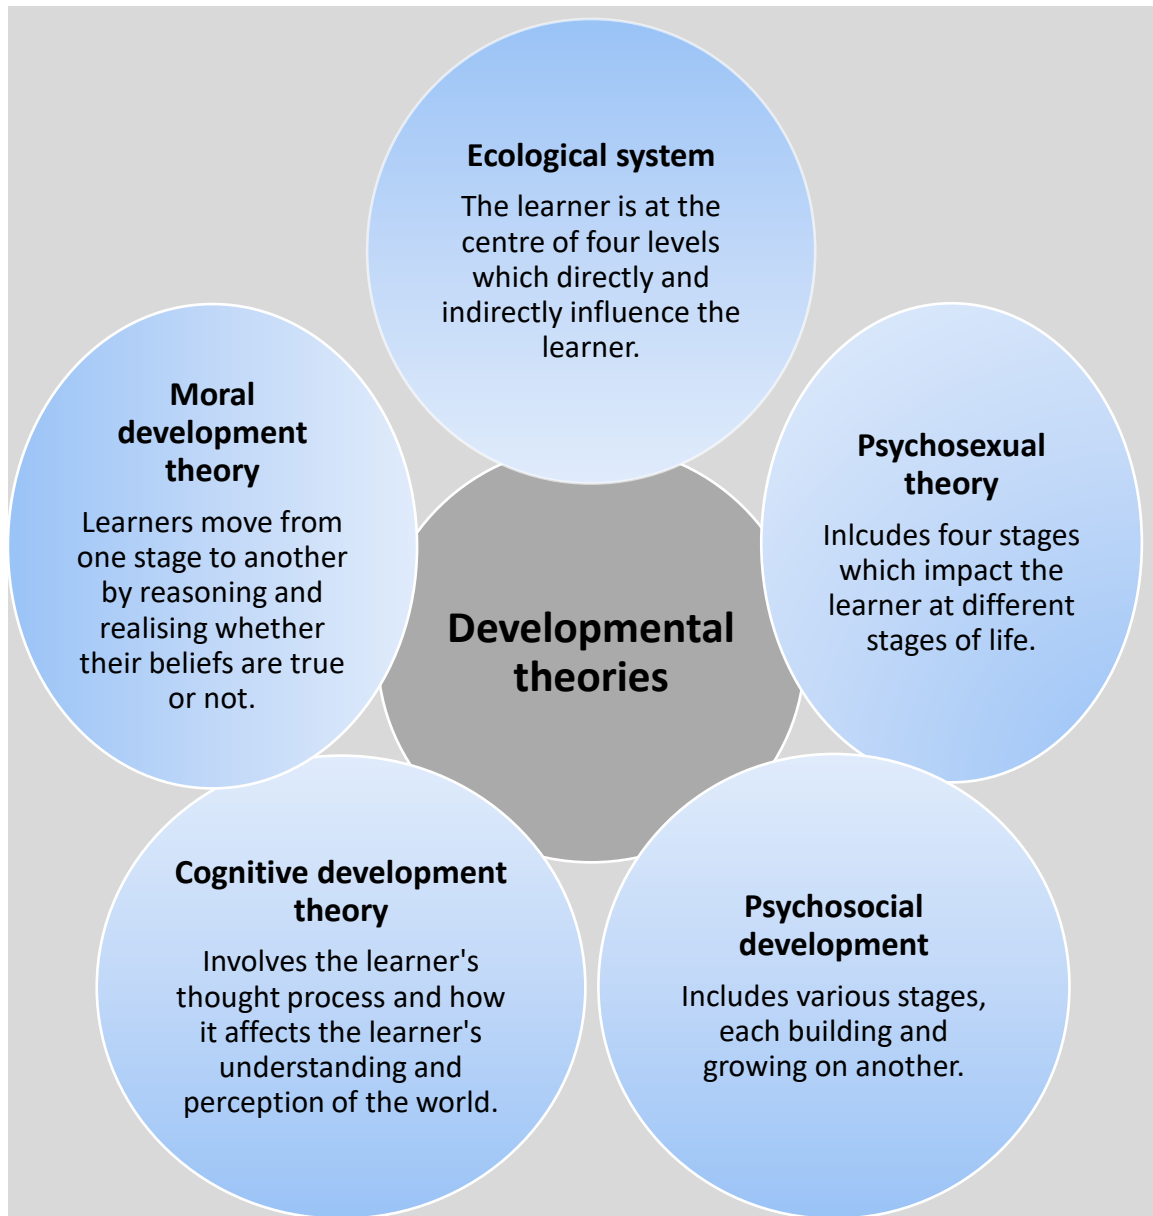 Ecological system
The learner is at the
centre of four levels
which directly and
indirectly influence the
learner.
Moral
development
theory
Learners move from
one stage to another
by reasoning and
realising whether
their beliefs are true
or not.
Psychosexual
theory
Inlcudes four stages
which impact the
learner at different
stages of life.
Developmental
theories
Cognitive development
theory
Involves the learner's
thought process and how
it affects the learner's
understanding and
perception of the world.
Psychosocial
development
Includes various stages,
each building and
growing on another.